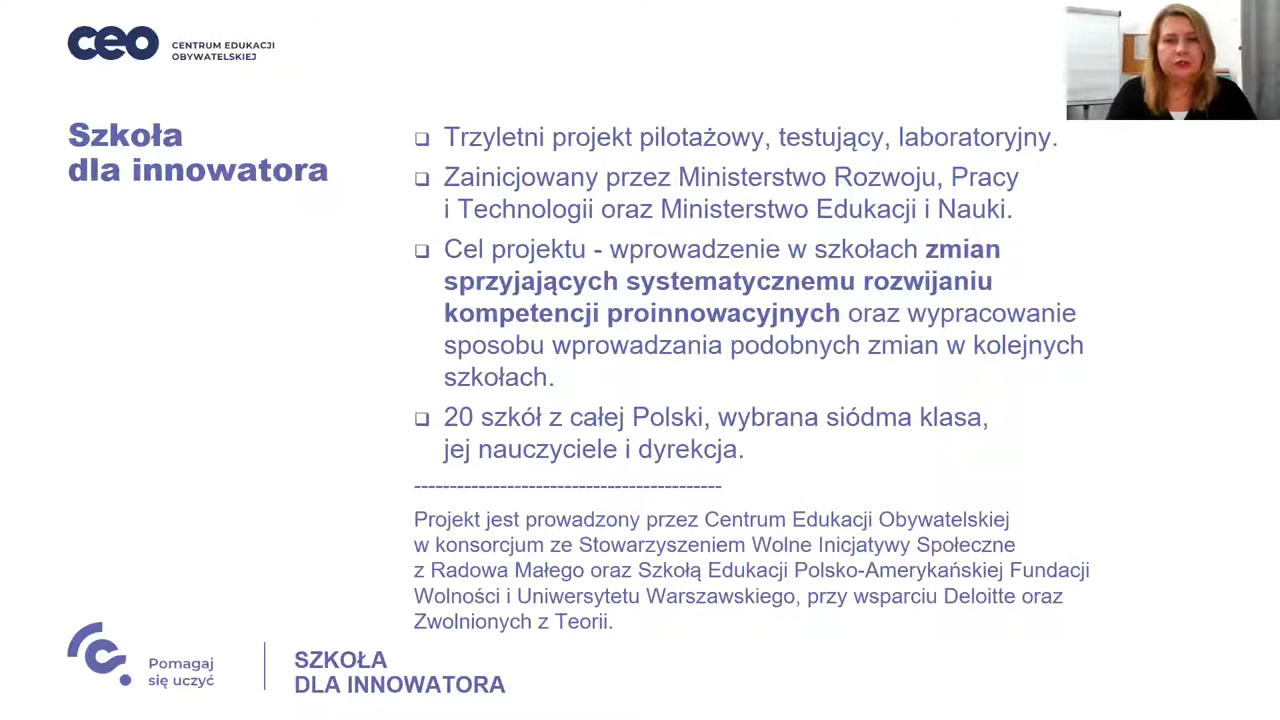 ceo
CENTRUM EDUKACJI
OBYWATELSKIEJ
Szkoła
dla innowatora
Trzyletni projekt pilotażowy, testujący, laboratoryjny.
Zainicjowany przez Ministerstwo Rozwoju, Pracy
i Technologii oraz Ministerstwo Edukacji i Nauki.
Cel projektu - wprowadzenie w szkołach zmian
sprzyjających systematycznemu rozwijaniu
kompetencji proinnowacyjnych oraz wypracowanie
sposobu wprowadzania podobnych zmian w kolejnych
szkołach.
20 szkół z całej Polski, wybrana siódma klasa,
jej nauczyciele i dyrekcja.
-------------------------------------------
Projekt jest prowadzony przez Centrum Edukacji Obywatelskiej
w konsorcjum ze Stowarzyszeniem Wolne Inicjatywy Społeczne
z Radowa Małego oraz Szkołą Edukacji Polsko-Amerykańskiej Fundacji
Wolności i Uniwersytetu Warszawskiego, przy wsparciu Deloitte oraz
Zwolnionych z Teorii.
Pomagaj
się uczyć
SZKOŁA
DLA INNOWATORA